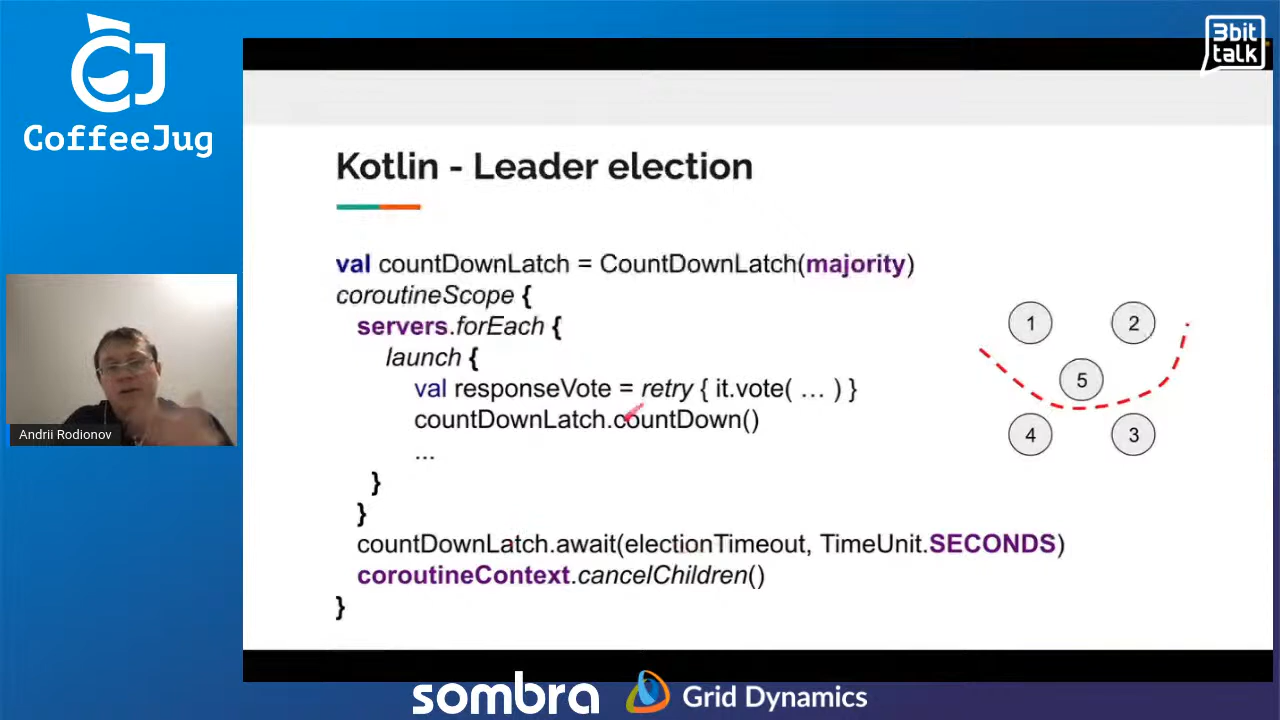 CoffeeJug
3bit
talk
Kotlin - Leader election
val countDownLatch = CountDownLatch(majority)
coroutineScope {
servers.forEach {
launch {
val responseVote = retry { it.vote( … ) }
countDownLatch.countDown()
...
}
}
countDownLatch.await(electionTimeout, TimeUnit.SECONDS)
coroutineContext.cancelChildren()
}
1
2
5
4
3
Andrii Rodionov
sombra
Grid Dynamics